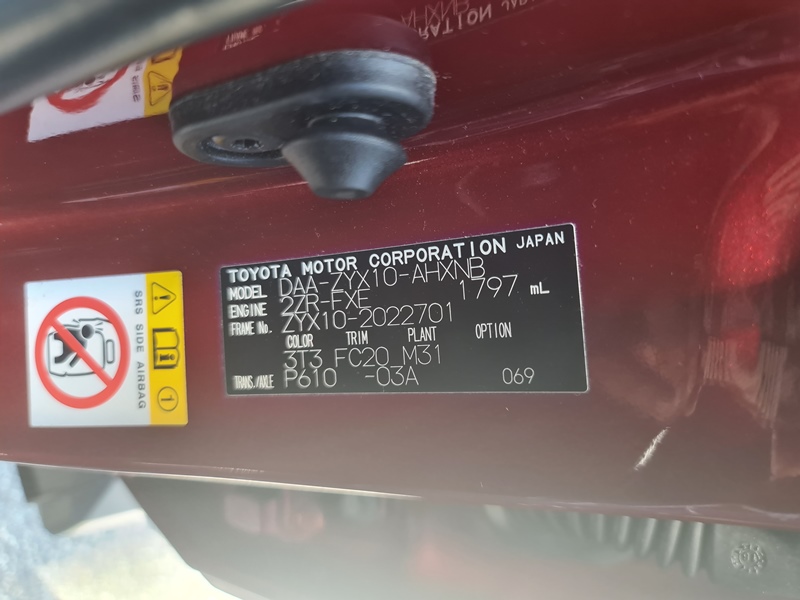 TOYOTA MOTOR CORPORATION JAPAN
MODEL DAA-ZYX10-AHXNB
ENGINE 2ZR-FXE 1797 mL
FRAME No. ZYX10-2022701
COLOR TRIM PLANT OPTION
3T3 FC20 M31
TRANS./AXLE P610 -03A 069
SRS SIDE AIRBAG